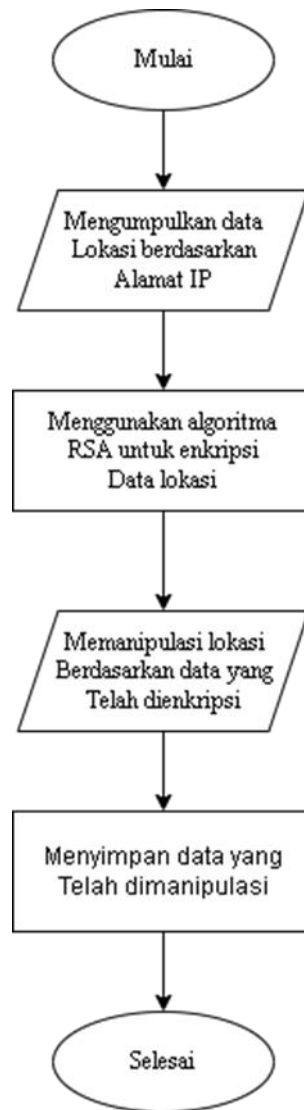 Mulai
Mengumpulkan data
Lokasi berdasarkan
Alamat IP
Menggunakan algoritma
RSA untuk enkripsi
Data lokasi
Memanipulasi lokasi
Berdasarkan data yang
Telah dienkripsi
Menyimpan data yang
Telah dimanipulasi
Selesai